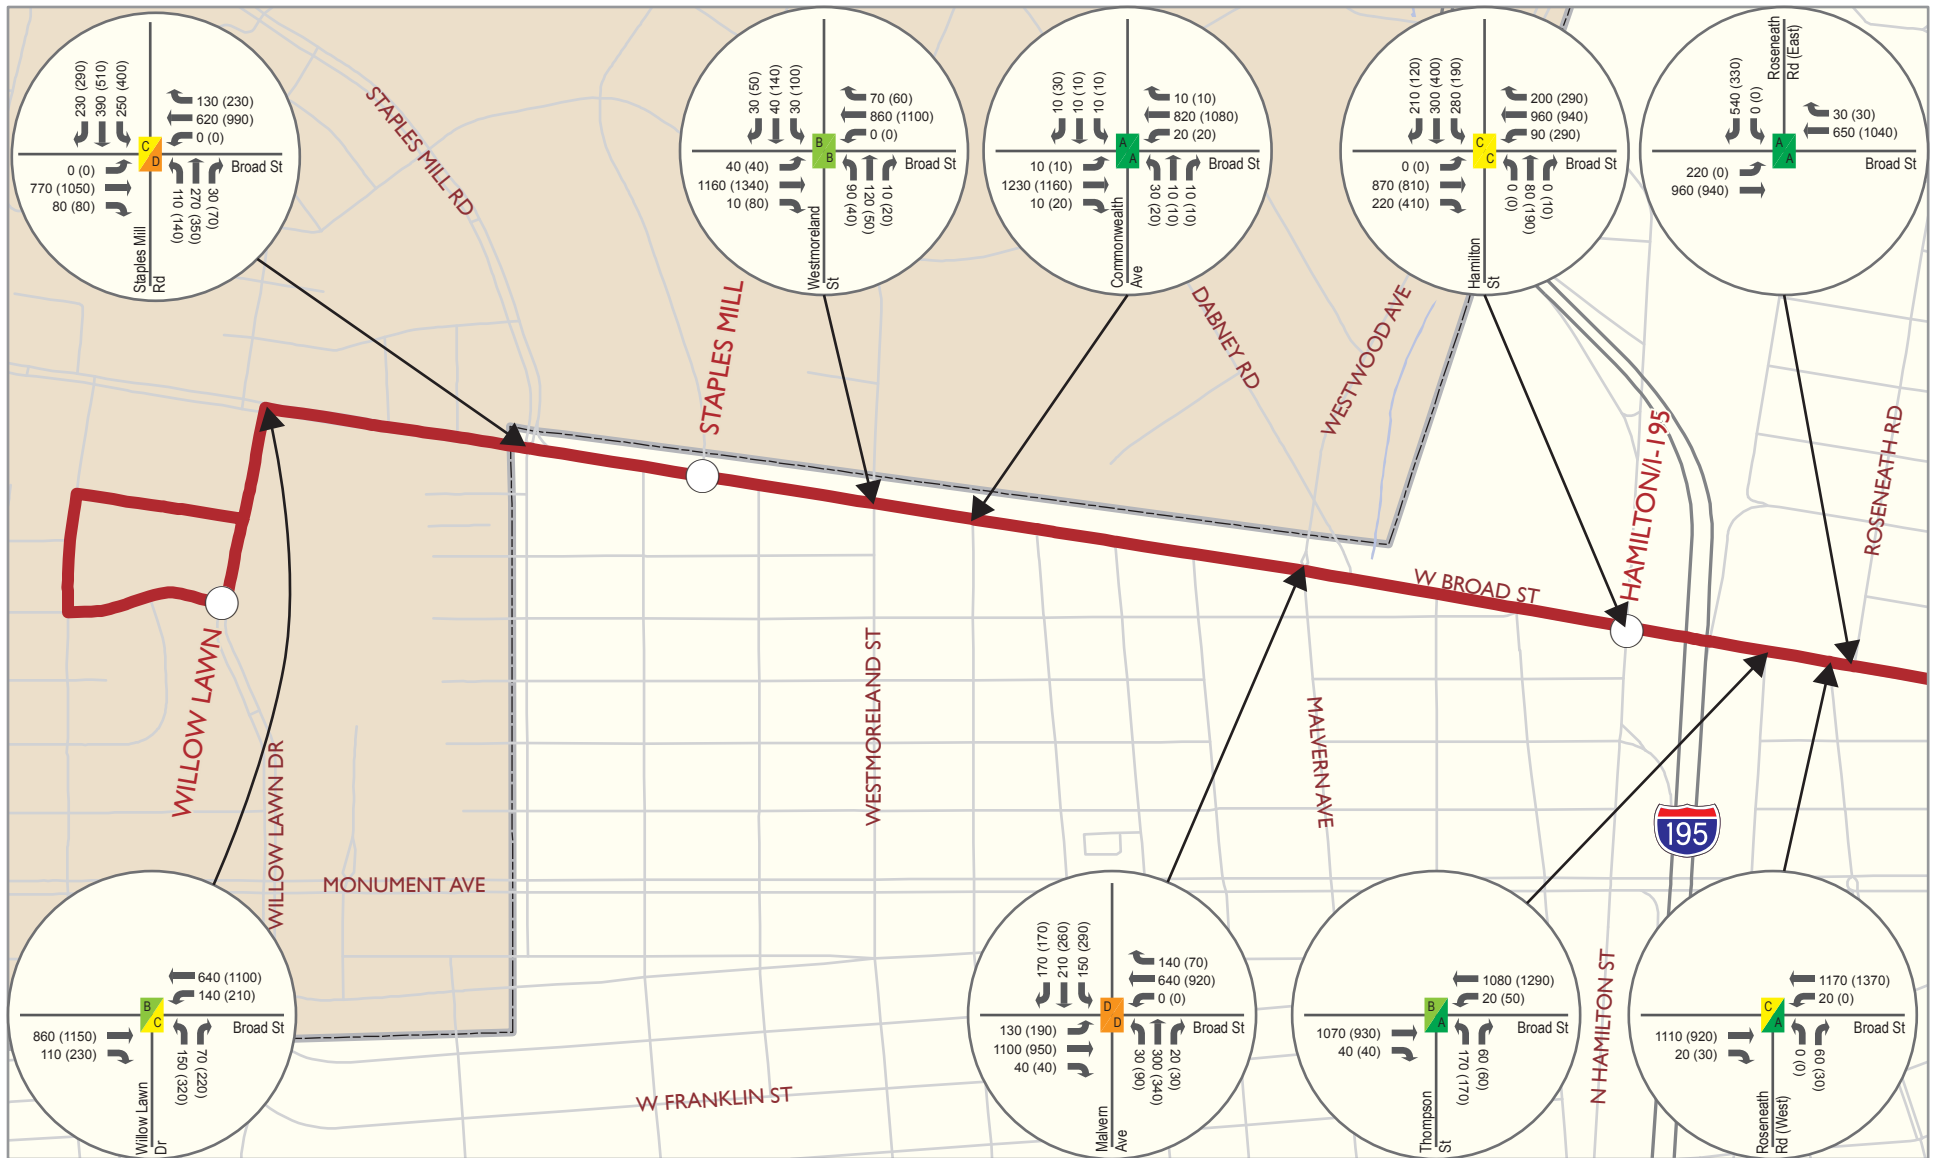 230 (290)
390 (510)
250 (400)
130 (230)
620 (990)
0 (0)
C
D
Broad St
0 (0)
770 (1050)
80 (80)
110 (140)
270 (350)
30 (70)
Staples Mill
Rd
30 (50)
40 (140)
30 (100)
70 (60)
860 (1100)
0 (0)
B
B
Broad St
40 (40)
1160 (1340)
10 (80)
90 (40)
120 (50)
10 (20)
Westmoreland
St
10 (30)
10 (10)
10 (10)
10 (10)
820 (1080)
20 (20)
A
A
Broad St
10 (10)
1230 (1160)
10 (20)
30 (20)
10 (10)
10 (10)
Commonwealth
Ave
210 (120)
300 (400)
280 (190)
200 (290)
960 (940)
90 (290)
C
C
Broad St
0 (0)
870 (810)
220 (410)
0 (0)
80 (190)
0 (10)
Hamilton
St
540 (330)
0 (0)
Roseneath
Rd (East)
30 (30)
650 (1040)
A
A
Broad St
220 (0)
960 (940)
STAPLES MILL RD
STAPLES MILL
DABNEY RD
WESTWOOD AVE
HAMILTON/I-195
ROSENEATH RD
W BROAD ST
WILLOW LAWN
WILLOW LAWN DR
WESTMORELAND ST
MALVERN AVE
195
MONUMENT AVE
W FRANKLIN ST
N HAMILTON ST
640 (1100)
140 (210)
B
C
Broad St
860 (1150)
110 (230)
150 (320)
70 (220)
Willow Lawn
Dr
170 (170)
210 (260)
150 (290)
140 (70)
640 (920)
0 (0)
D
D
Broad St
130 (190)
1100 (950)
40 (40)
30 (90)
300 (340)
20 (30)
Malvern
Ave
1080 (1290)
20 (50)
B
A
Broad St
1070 (930)
40 (40)
170 (170)
60 (60)
Thompson
St
1170 (1370)
20 (0)
C
A
Broad St
1110 (920)
20 (30)
0 (0)
60 (30)
Roseneath
Rd (West)